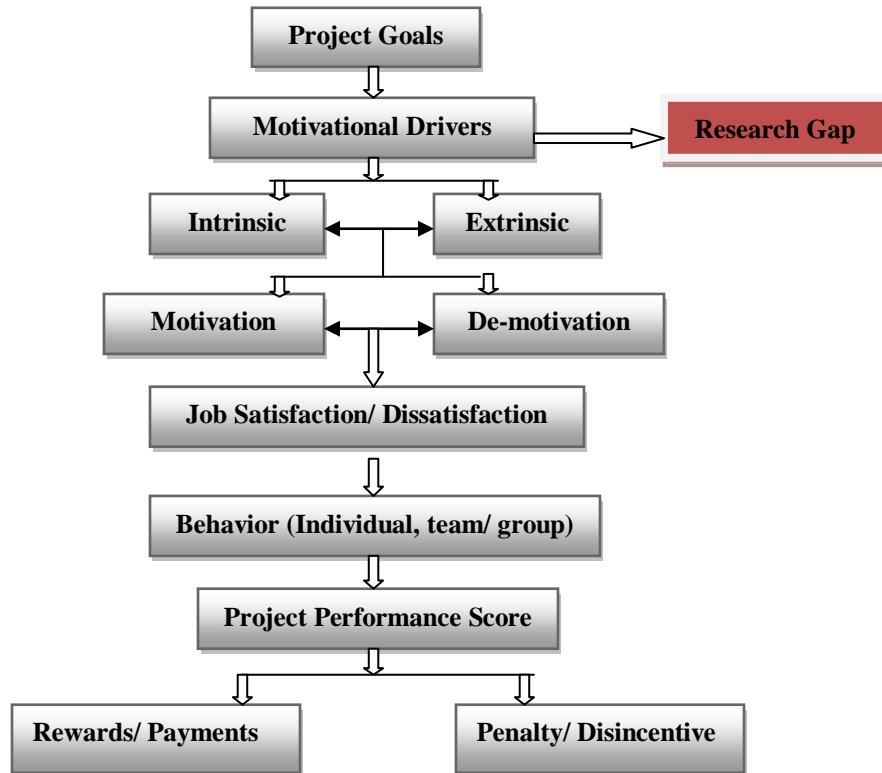 Project Goals
Motivational Drivers
Research Gap
Intrinsic
Extrinsic
Motivation
De-motivation
Job Satisfaction/ Dissatisfaction
Behavior (Individual, team/ group)
Project Performance Score
Rewards/ Payments
Penalty/ Disincentive